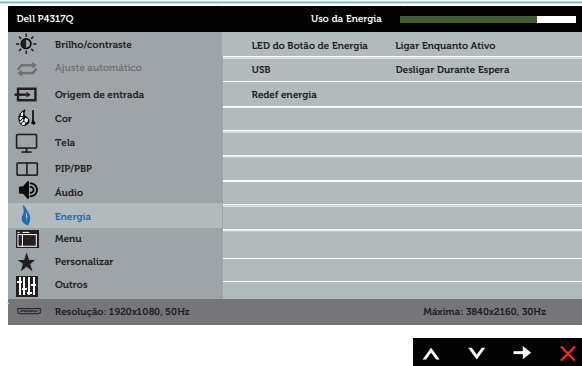 Dell P4317Q Uso da Energia
Brilho/contraste LED do Botão de Energia Ligar Enquanto Ativo
Ajuste automático USB Desligar Durante Espera
Origem de entrada Redef energia
Cor
Tela
PIP/PBP
Áudio
Energia
Menu
Personalizar
Outros
Resolução: 1920x1080, 50Hz Máxima: 3840x2160, 30Hz